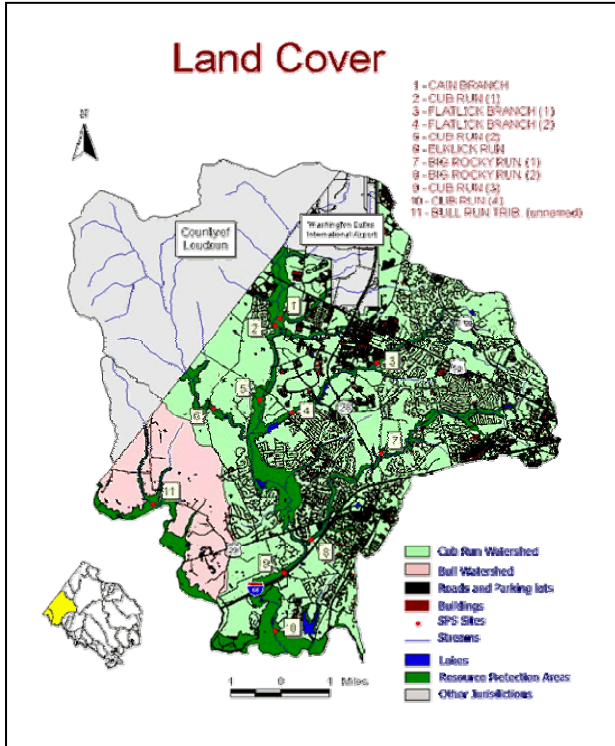 Land Cover
1 - CAIN BRANCH
2 - CUB RUN (1)
3 - FLATLICK BRANCH (1)
4 - FLATLICK BRANCH (2)
5 - CUB RUN (2)
6 - ELKLICK RUN
7 - BIG ROCKY RUN (1)
8 - BIG ROCKY RUN (2)
9 - CUB RUN (3)
10 - CUB RUN (4)
11 - BULL RUN TRIB. (unnamed)
N
County of
Loudoun
Washington Dulles
International Airport
1
2
50
3
5
6
4
28
7
11
29
8
9
66
Cub Run Watershed
Bull Watershed
Roads and Parking lots
Buildings
SPS Sites
Streams
Lakes
Resource Protection Areas
Other Jurisdictions
1 0 1 Miles